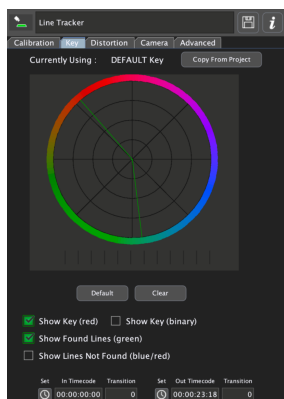 Line Tracker
Calibration Key Distortion Camera Advanced
Currently Using : DEFAULT Key Copy From Project
Default Clear
Show Key (red) Show Key (binary)
Show Found Lines (green)
Show Lines Not Found (blue/red)
Set In Timecode Transition Set Out Timecode Transition
00:00:00:00 0 00:00:23:18 0